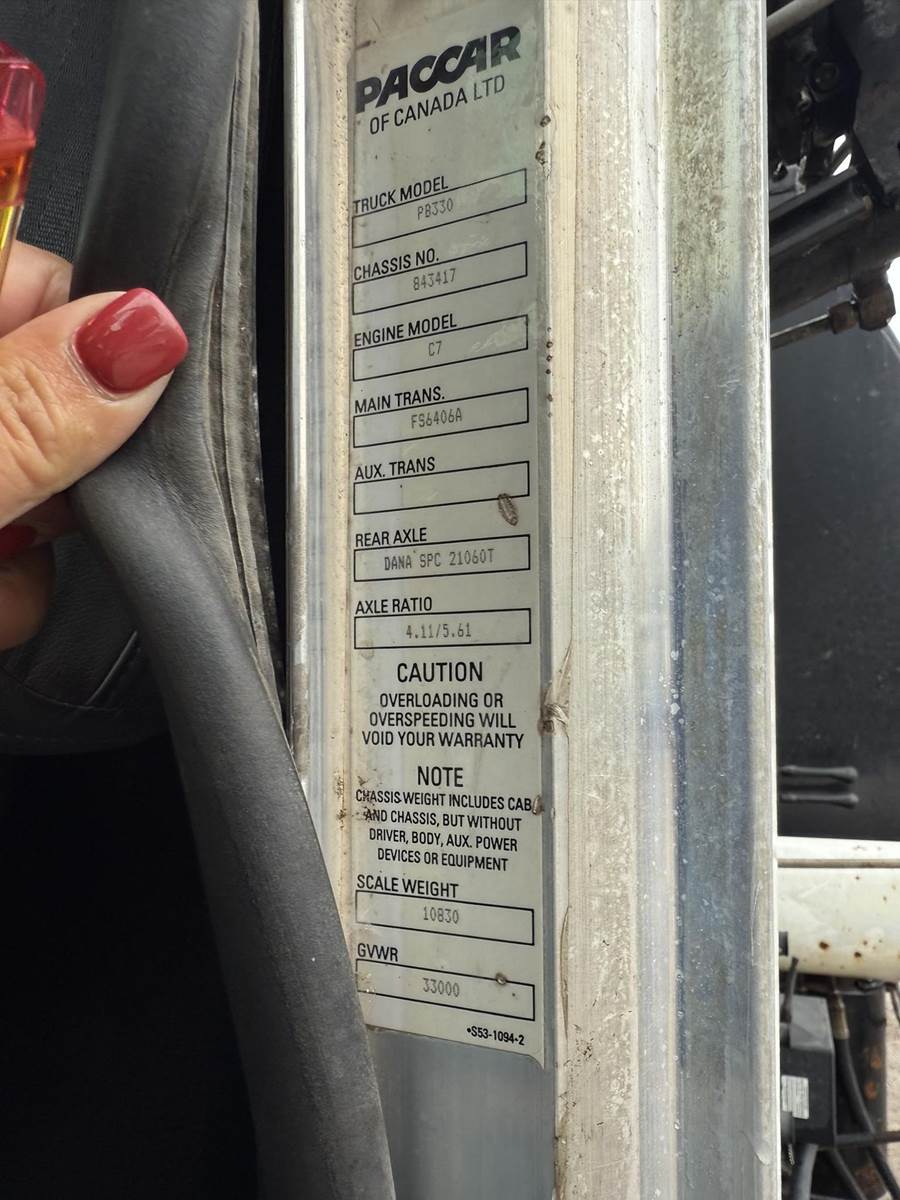 PACCAR
OF CANADA LTD
TRUCK MODEL
PB330
CHASSIS NO.
843417
ENGINE MODEL
C7
MAIN TRANS.
FS6406A
AUX. TRANS
REAR AXLE
DANA SPC 21060T
AXLE RATIO
4.11/5.61
CAUTION
OVERLOADING OR
OVERSPEEDING WILL
VOID YOUR WARRANTY
NOTE
CHASSIS WEIGHT INCLUDES CAB
AND CHASSIS, BUT WITHOUT
DRIVER, BODY, AUX. POWER
DEVICES OR EQUIPMENT
SCALE WEIGHT
10830
GVWR
33000
•S53-1094-2